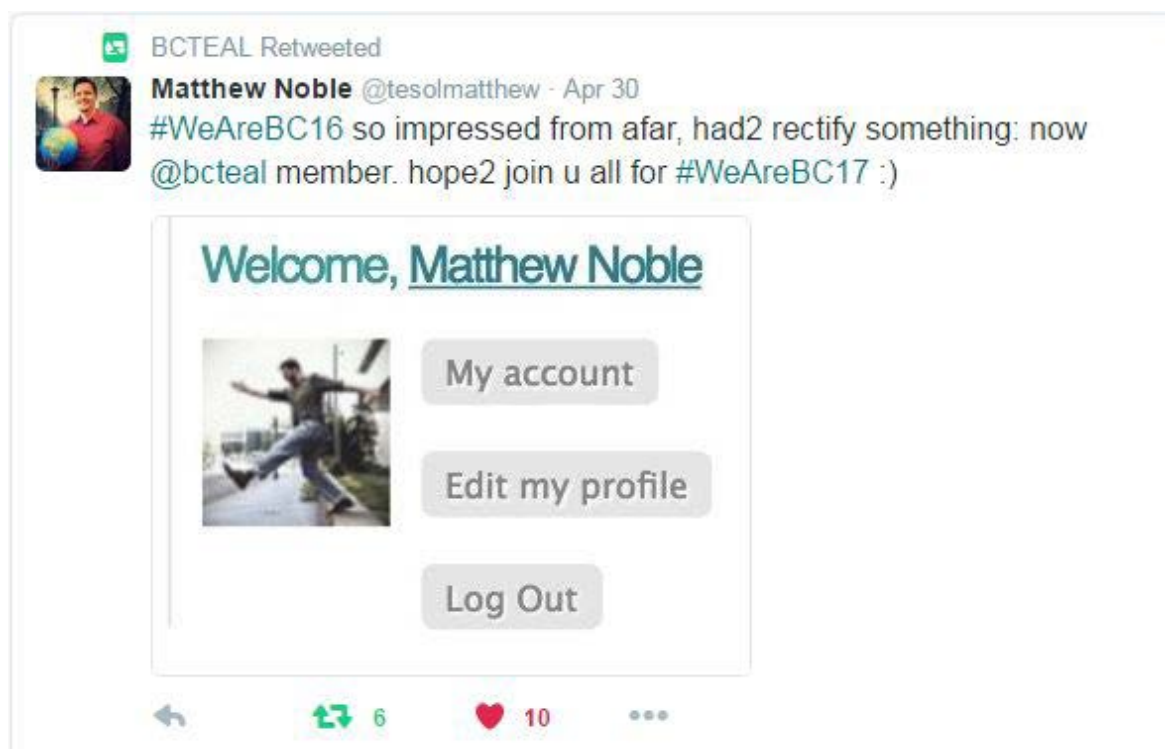 BCTEAL Retweeted
Matthew Noble @tesolmatthew · Apr 30
#WeAreBC16 so impressed from afar, had2 rectify something: now
@bcteal member. hope2 join u all for #WeAreBC17 :)
Welcome, Matthew Noble
My account
Edit my profile
Log Out
6 10